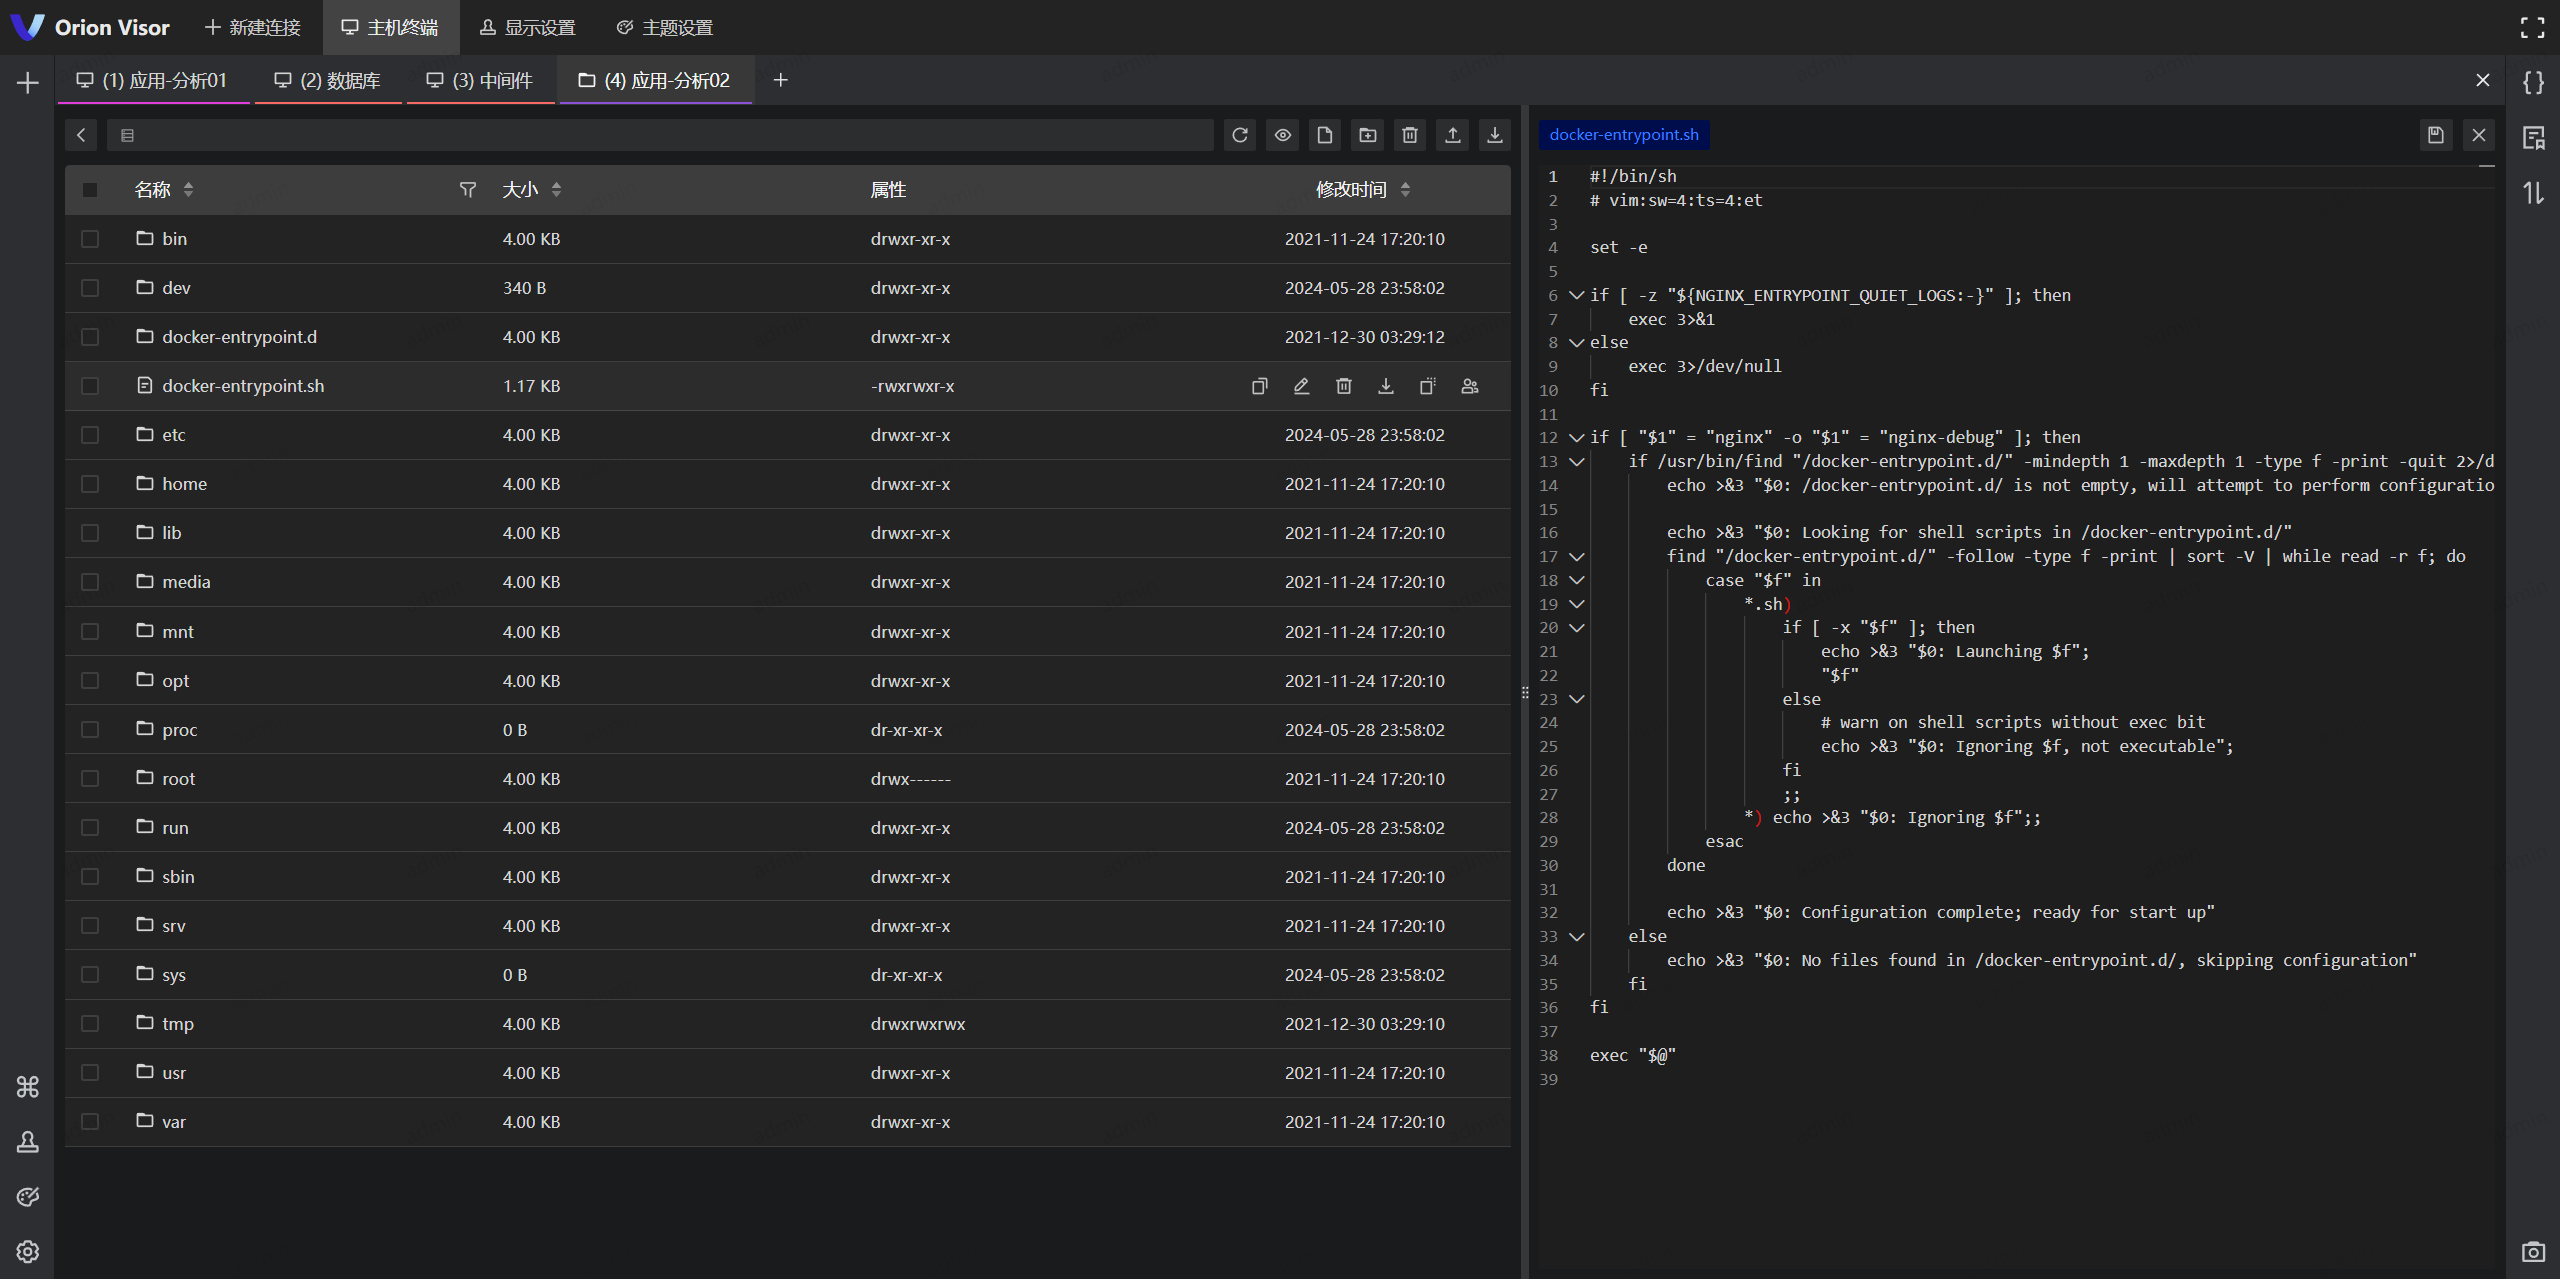 Orion Visor
新建连接
主机终端
显示设置
主题设置
(1) 应用-分析01
(2) 数据库
(3) 中间件
(4) 应用-分析02
名称 大小 属性 修改时间
bin 4.00 KB drwxr-xr-x 2021-11-24 17:20:10
dev 340 B drwxr-xr-x 2024-05-28 23:58:02
docker-entrypoint.d 4.00 KB drwxr-xr-x 2021-12-30 03:29:12
docker-entrypoint.sh 1.17 KB -rwxrwxr-x
etc 4.00 KB drwxr-xr-x 2024-05-28 23:58:02
home 4.00 KB drwxr-xr-x 2021-11-24 17:20:10
lib 4.00 KB drwxr-xr-x 2021-11-24 17:20:10
media 4.00 KB drwxr-xr-x 2021-11-24 17:20:10
mnt 4.00 KB drwxr-xr-x 2021-11-24 17:20:10
opt 4.00 KB drwxr-xr-x 2021-11-24 17:20:10
proc 0 B dr-xr-xr-x 2024-05-28 23:58:02
root 4.00 KB drwx------ 2021-11-24 17:20:10
run 4.00 KB drwxr-xr-x 2024-05-28 23:58:02
sbin 4.00 KB drwxr-xr-x 2021-11-24 17:20:10
srv 4.00 KB drwxr-xr-x 2021-11-24 17:20:10
sys 0 B dr-xr-xr-x 2024-05-28 23:58:02
tmp 4.00 KB drwxrwxrwx 2021-12-30 03:29:10
usr 4.00 KB drwxr-xr-x 2021-11-24 17:20:10
var 4.00 KB drwxr-xr-x 2021-11-24 17:20:10
docker-entrypoint.sh
1 #!/bin/sh
2 # vim:sw=4:ts=4:et
3
4 set -e
5
6 if [ -z "${NGINX_ENTRYPOINT_QUIET_LOGS:-}" ]; then
7     exec 3>&1
8 else
9     exec 3>/dev/null
10 fi
11
12 if [ "$1" = "nginx" -o "$1" = "nginx-debug" ]; then
13     if /usr/bin/find "/docker-entrypoint.d/" -mindepth 1 -maxdepth 1 -type f -print -quit 2>/d
14         echo >&3 "$0: /docker-entrypoint.d/ is not empty, will attempt to perform configuratio
15
16         echo >&3 "$0: Looking for shell scripts in /docker-entrypoint.d/"
17         find "/docker-entrypoint.d/" -follow -type f -print | sort -V | while read -r f; do
18             case "$f" in
19                 *.sh)
20                     if [ -x "$f" ]; then
21                         echo >&3 "$0: Launching $f";
22                         "$f"
23                     else
24                         # warn on shell scripts without exec bit
25                         echo >&3 "$0: Ignoring $f, not executable";
26                     fi
27                     ;;
28                 *) echo >&3 "$0: Ignoring $f";;
29             esac
30         done
31
32         echo >&3 "$0: Configuration complete; ready for start up"
33     else
34         echo >&3 "$0: No files found in /docker-entrypoint.d/, skipping configuration"
35     fi
36 fi
37
38 exec "$@"
39